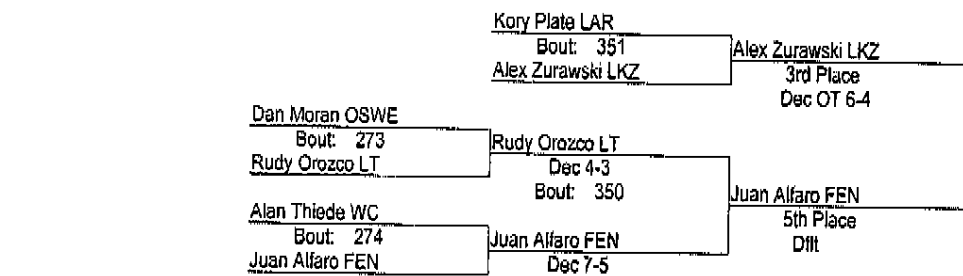 Kory Plate LAR
Bout: 351
Alex Zurawski LKZ
Alex Zurawski LKZ
3rd Place
Dec OT 6-4
Dan Moran OSWE
Bout: 273
Rudy Orozco LT
Rudy Orozco LT
Dec 4-3
Bout: 350
Alan Thiede WC
Bout: 274
Juan Alfaro FEN
Juan Alfaro FEN
Dec 7-5
Juan Alfaro FEN
5th Place
Dflt